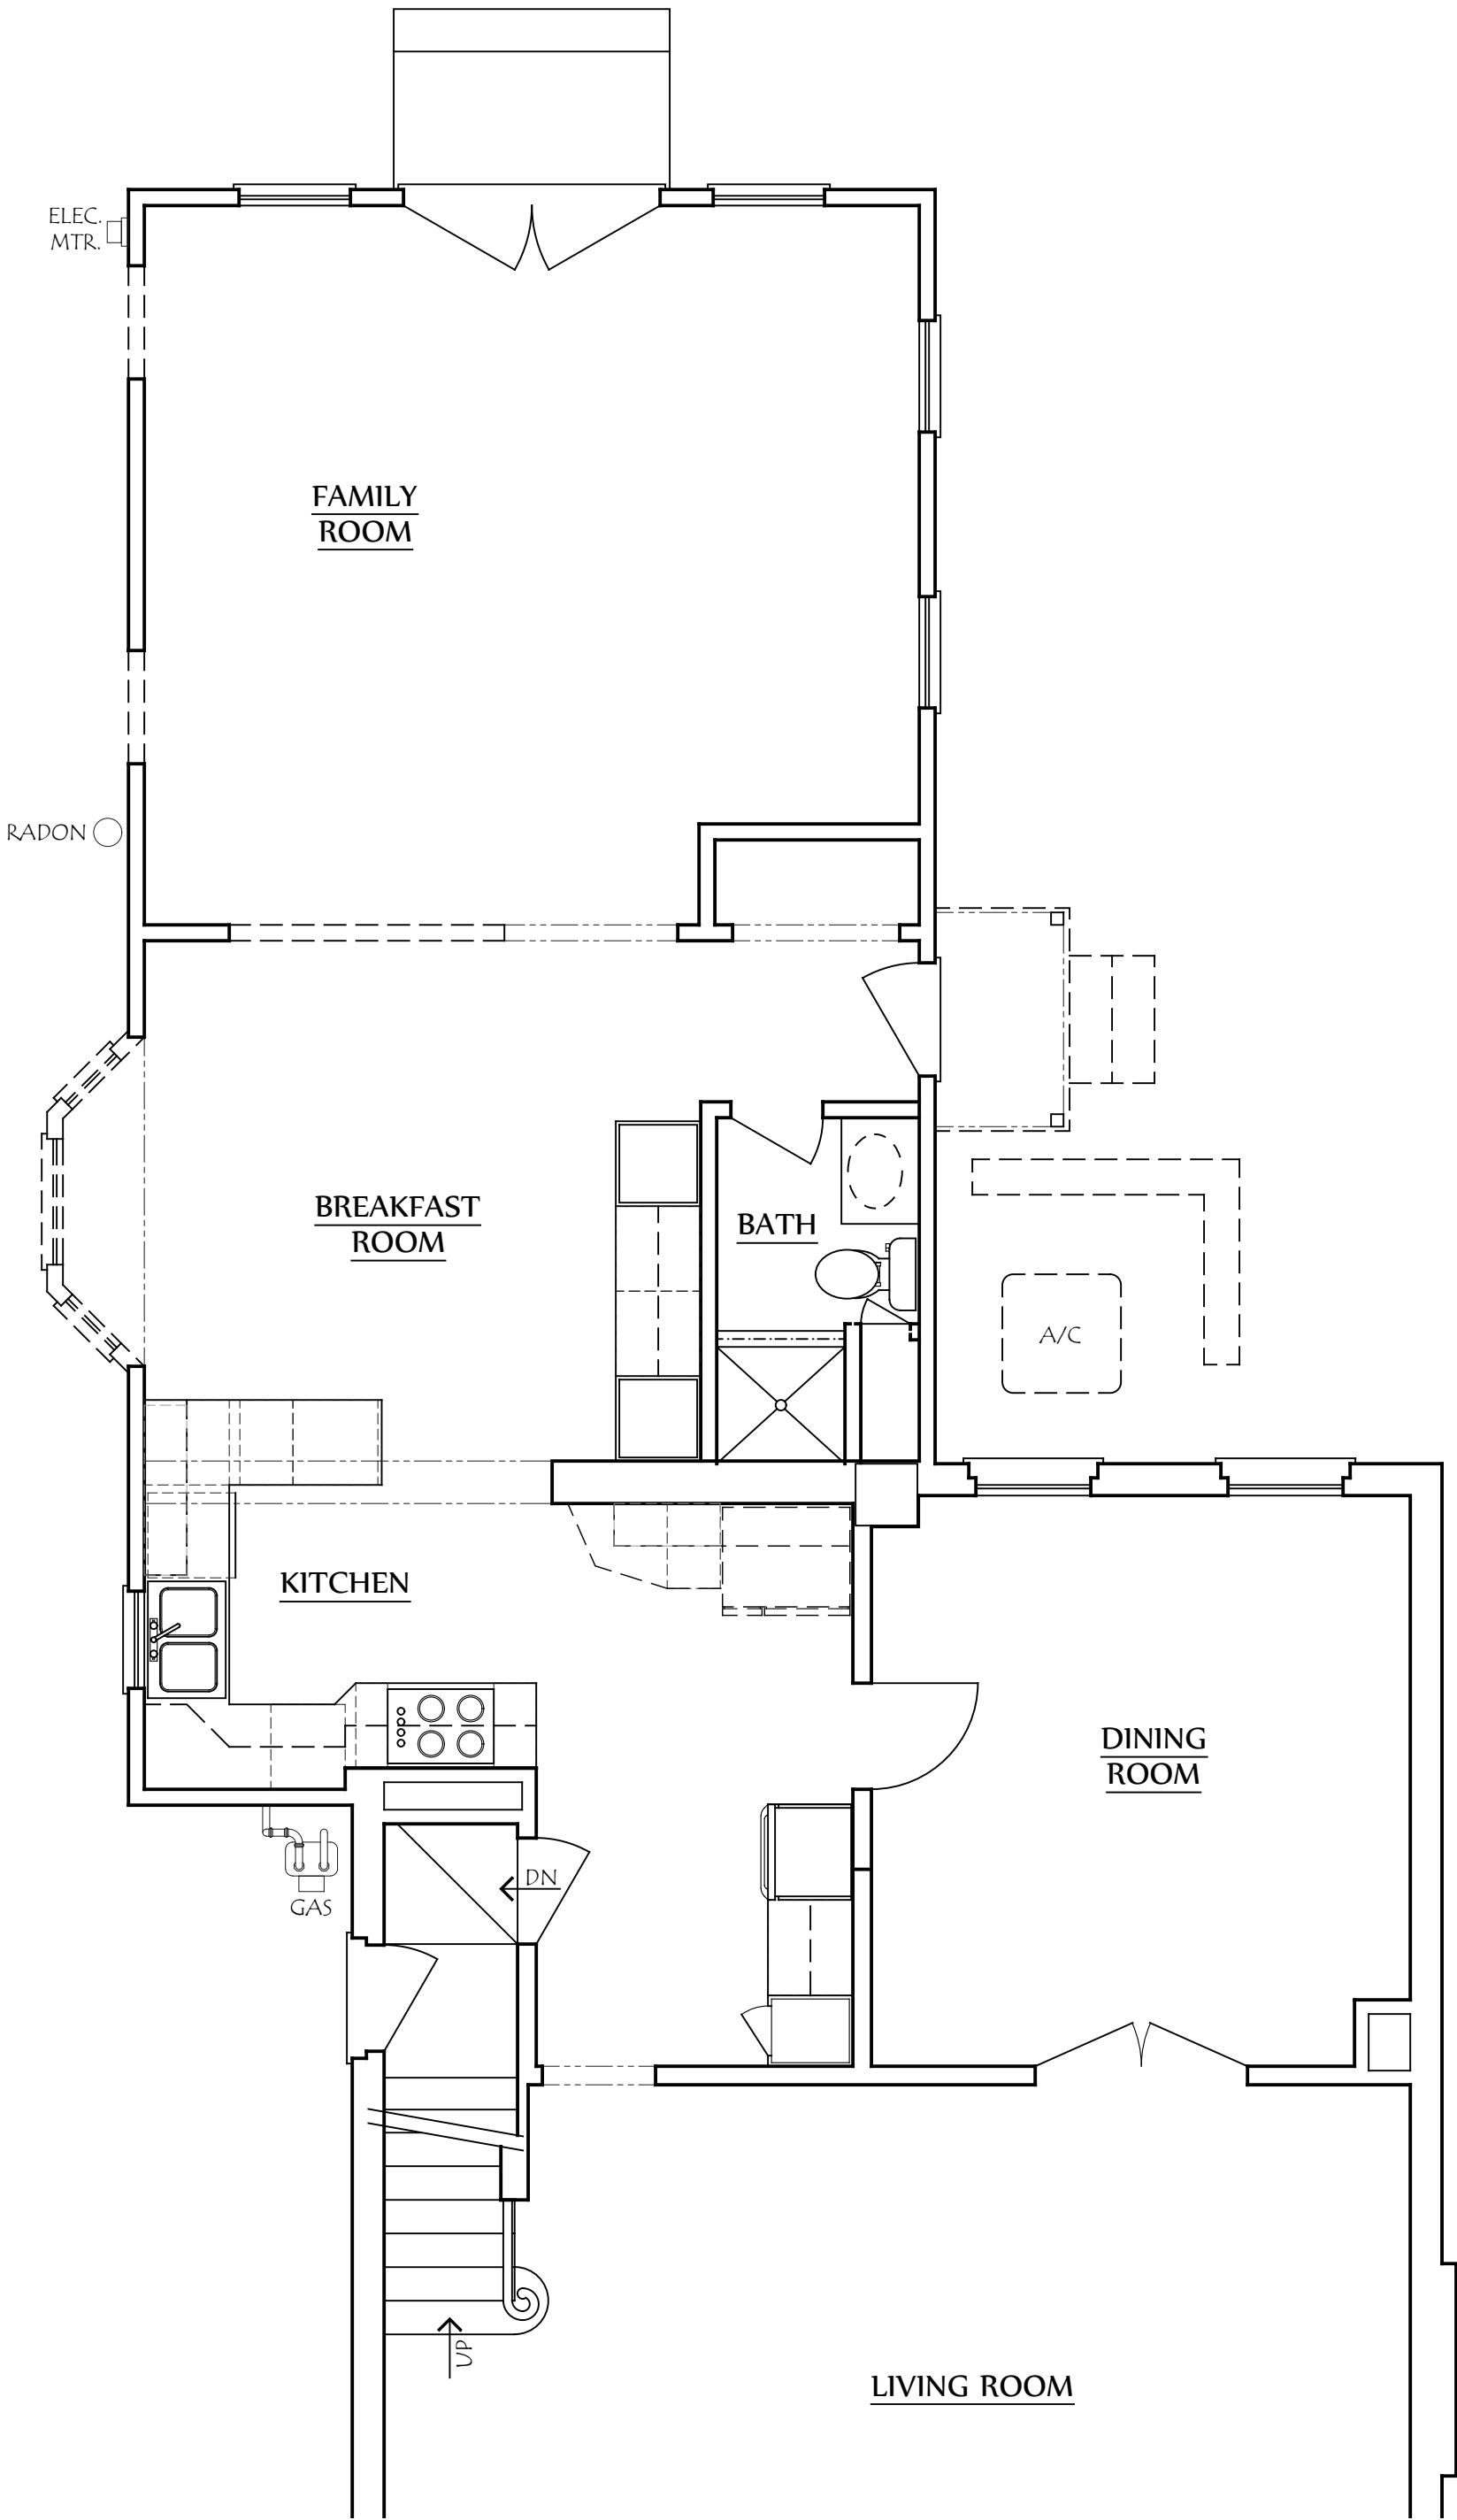 ELEC.
MTR.
FAMILY
ROOM
RADON
BREAKFAST
ROOM
BATH
A/C
KITCHEN
DINING
ROOM
DN
GAS
UP
LIVING ROOM